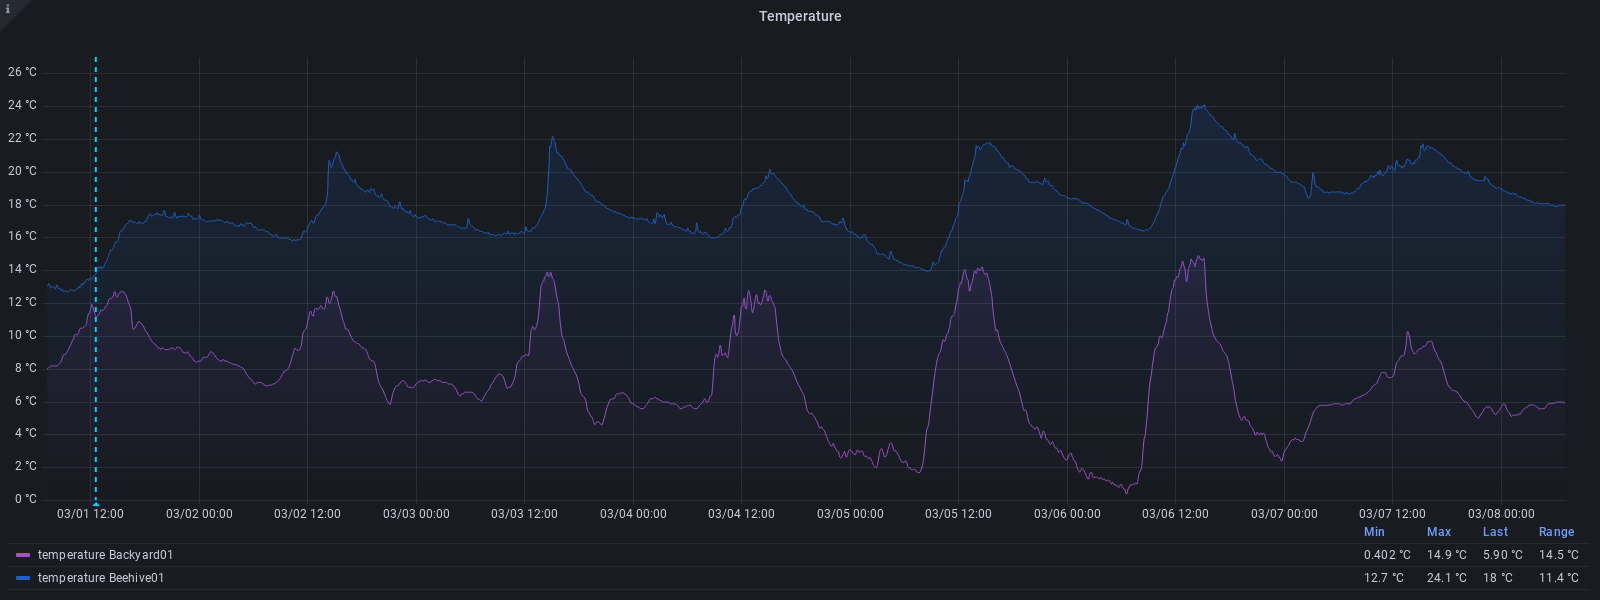 i
Temperature
26 °C
24 °C
22 °C
20 °C
18 °C
16 °C
14 °C
12 °C
10 °C
8 °C
6 °C
4 °C
2 °C
0 °C
03/01 12:00 03/02 00:00 03/02 12:00 03/03 00:00 03/03 12:00 03/04 00:00 03/04 12:00 03/05 00:00 03/05 12:00 03/06 00:00 03/06 12:00 03/07 00:00 03/07 12:00 03/08 00:00
Min Max Last Range
temperature Backyard01 0.402 °C 14.9 °C 5.90 °C 14.5 °C
temperature Beehive01 12.7 °C 24.1 °C 18 °C 11.4 °C